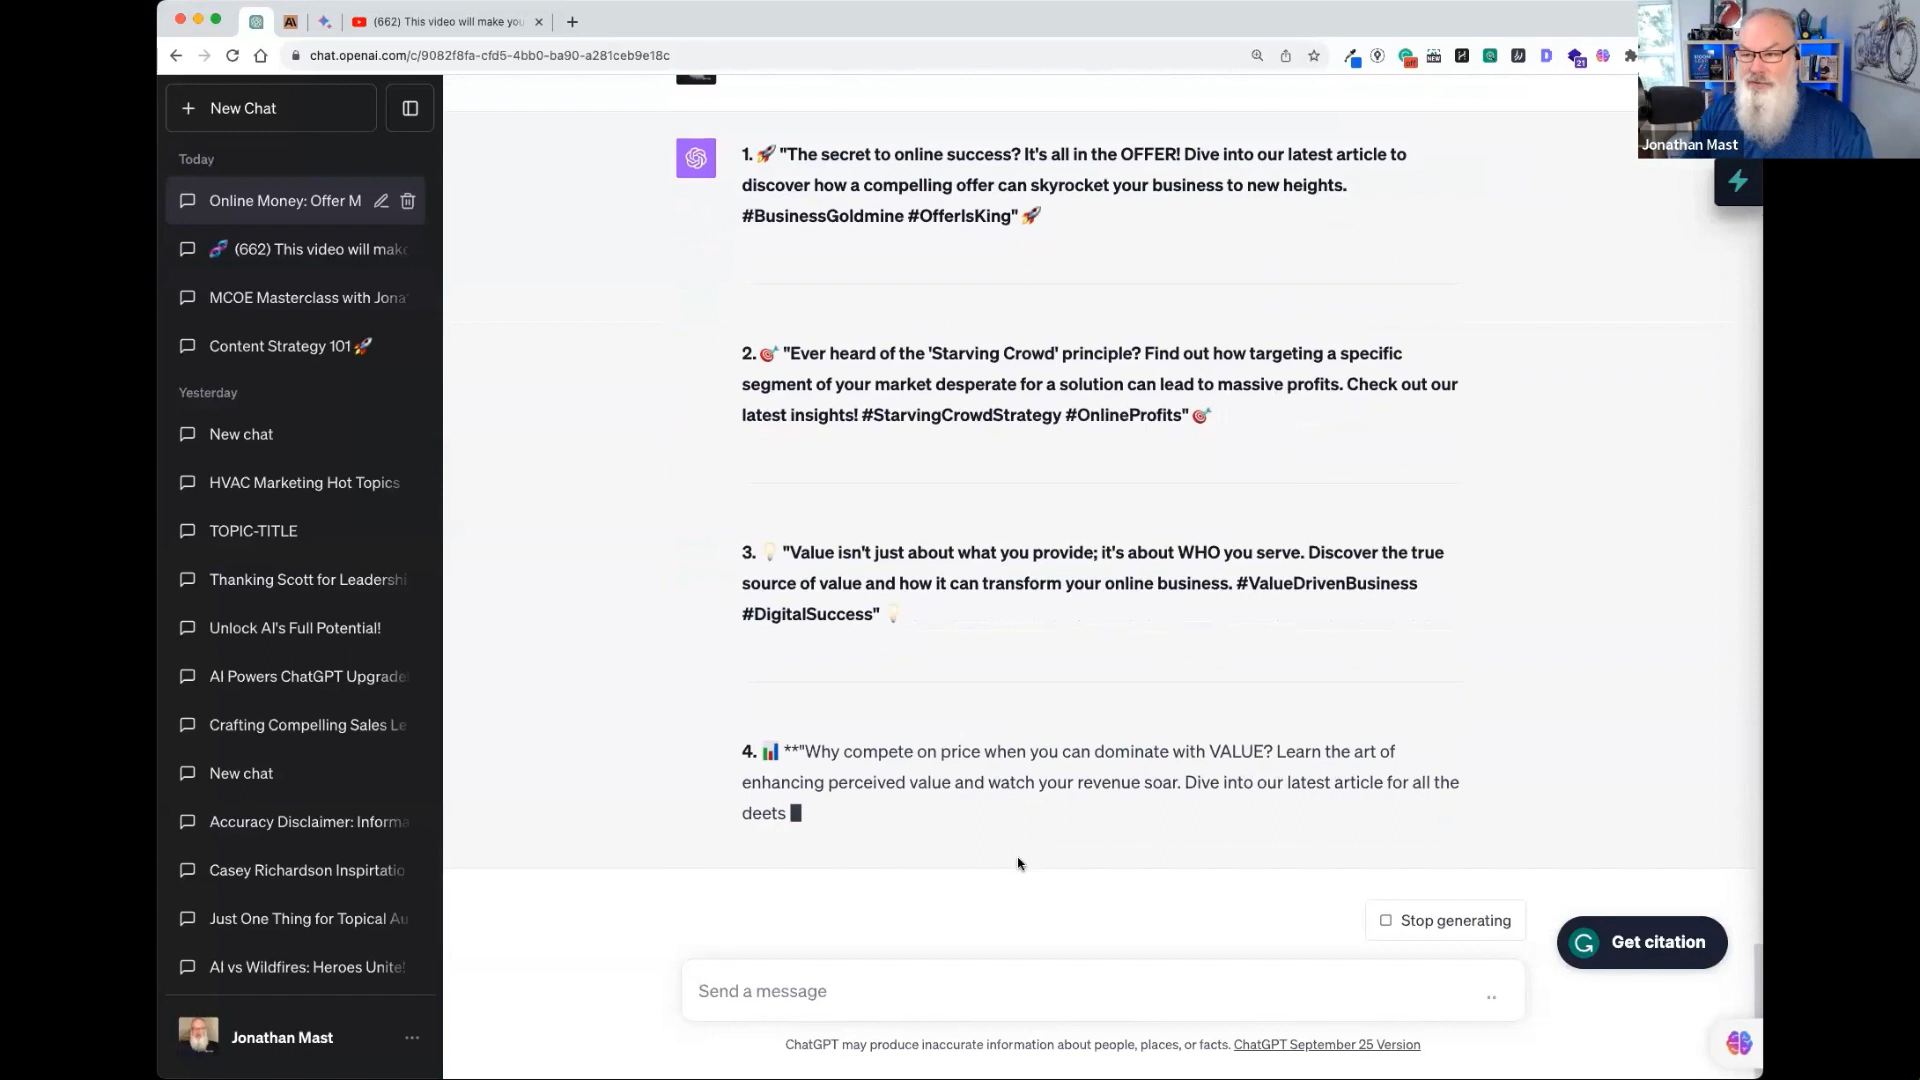 (662) This video will make you
chat.openai.com/c/9082f8fa-cfd5-4bb0-ba90-a281ceb9e18c
off
NEW
21
Jonathan Mast
New Chat
Today
Online Money: Offer M
(662) This video will make
MCOE Masterclass with Jona
Content Strategy 101 🚀
Yesterday
New chat
HVAC Marketing Hot Topics
TOPIC-TITLE
Thanking Scott for Leadershi
Unlock AI's Full Potential!
AI Powers ChatGPT Upgrade
Crafting Compelling Sales Le
New chat
Accuracy Disclaimer: Informa
Casey Richardson Inspirtatio
Just One Thing for Topical Au
AI vs Wildfires: Heroes Unite!
Jonathan Mast
1. 🚀 "The secret to online success? It's all in the OFFER! Dive into our latest article to
discover how a compelling offer can skyrocket your business to new heights.
#BusinessGoldmine #OfferIsKing" 🚀
2. 🎯 "Ever heard of the 'Starving Crowd' principle? Find out how targeting a specific
segment of your market desperate for a solution can lead to massive profits. Check out our
latest insights! #StarvingCrowdStrategy #OnlineProfits" 🎯
3. 💡 "Value isn't just about what you provide; it's about WHO you serve. Discover the true
source of value and how it can transform your online business. #ValueDrivenBusiness
#DigitalSuccess" 💡
4. 📊 **"Why compete on price when you can dominate with VALUE? Learn the art of
enhancing perceived value and watch your revenue soar. Dive into our latest article for all the
deets
Stop generating
Get citation
Send a message
ChatGPT may produce inaccurate information about people, places, or facts. ChatGPT September 25 Version